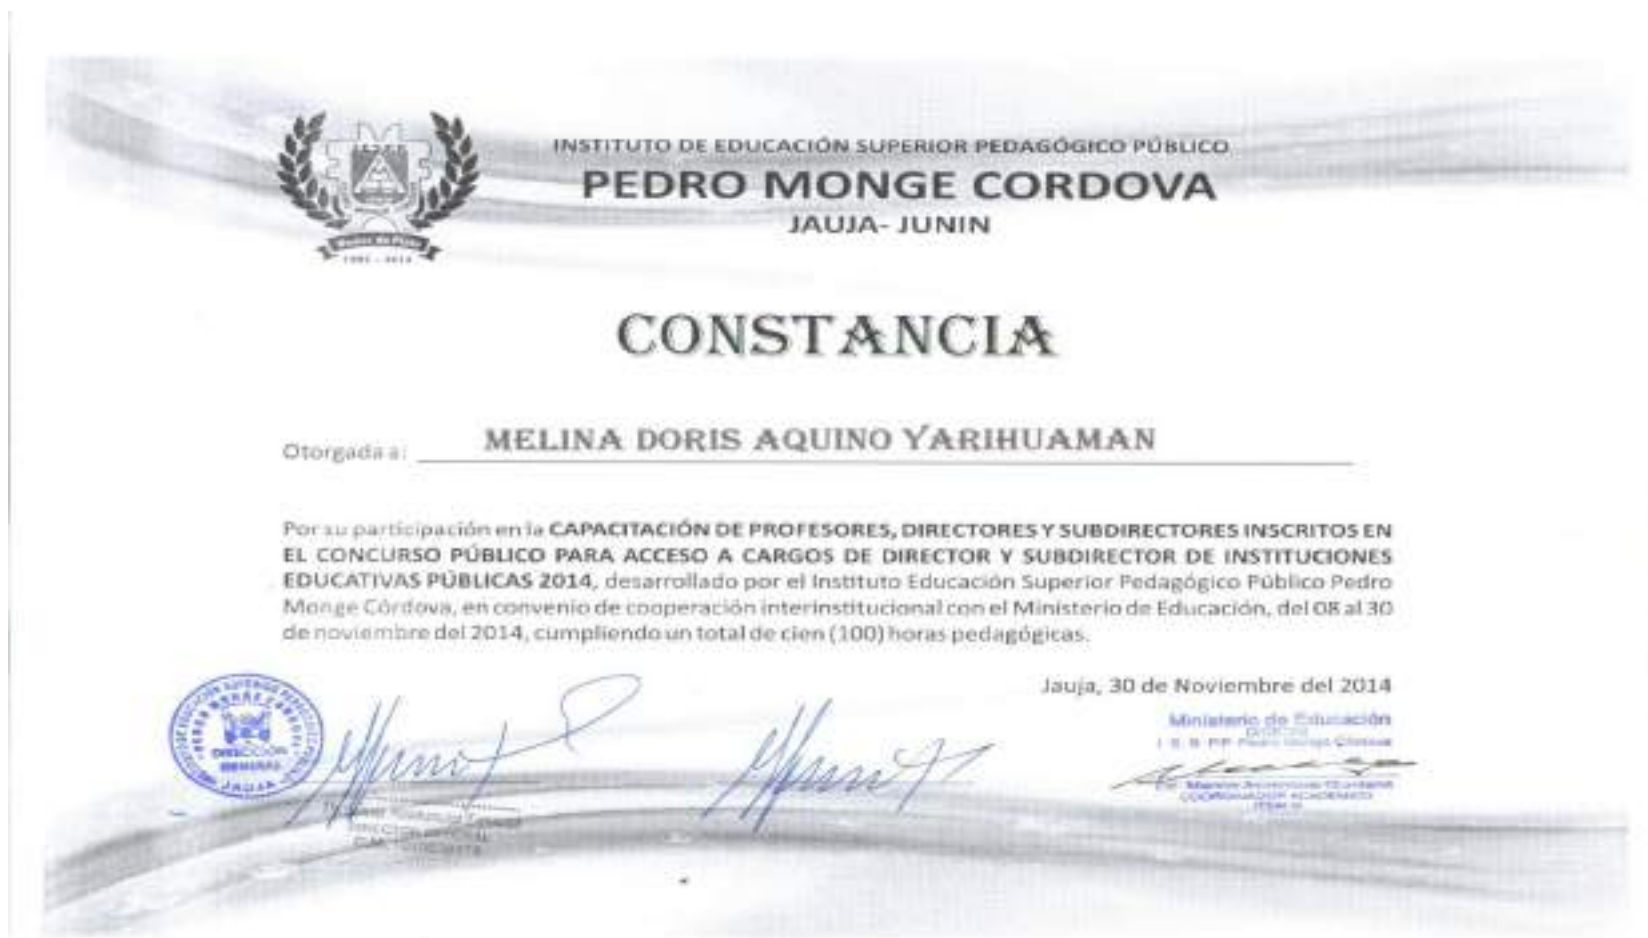 INSTITUTO DE EDUCACIÓN SUPERIOR PEDAGÓGICO PÚBLICO
PEDRO MONGE CORDOVA
JAUJA- JUNIN
CONSTANCIA
Otorgada a: MELINA DORIS AQUINO YARIHUAMAN
Por su participación en la CAPACITACIÓN DE PROFESORES, DIRECTORES Y SUBDIRECTORES INSCRITOS EN
EL CONCURSO PÚBLICO PARA ACCESO A CARGOS DE DIRECTOR Y SUBDIRECTOR DE INSTITUCIONES
EDUCATIVAS PÚBLICAS 2014, desarrollado por el Instituto Educación Superior Pedagógico Público Pedro
Monge Córdova, en convenio de cooperación interinstitucional con el Ministerio de Educación, del 08 al 30
de noviembre del 2014, cumpliendo un total de cien (100) horas pedagógicas.
Jauja, 30 de Noviembre del 2014
DIRECCION
GENERAL
JAUJA
Ministerio de Educación
COORDINADOR ACADEMICO